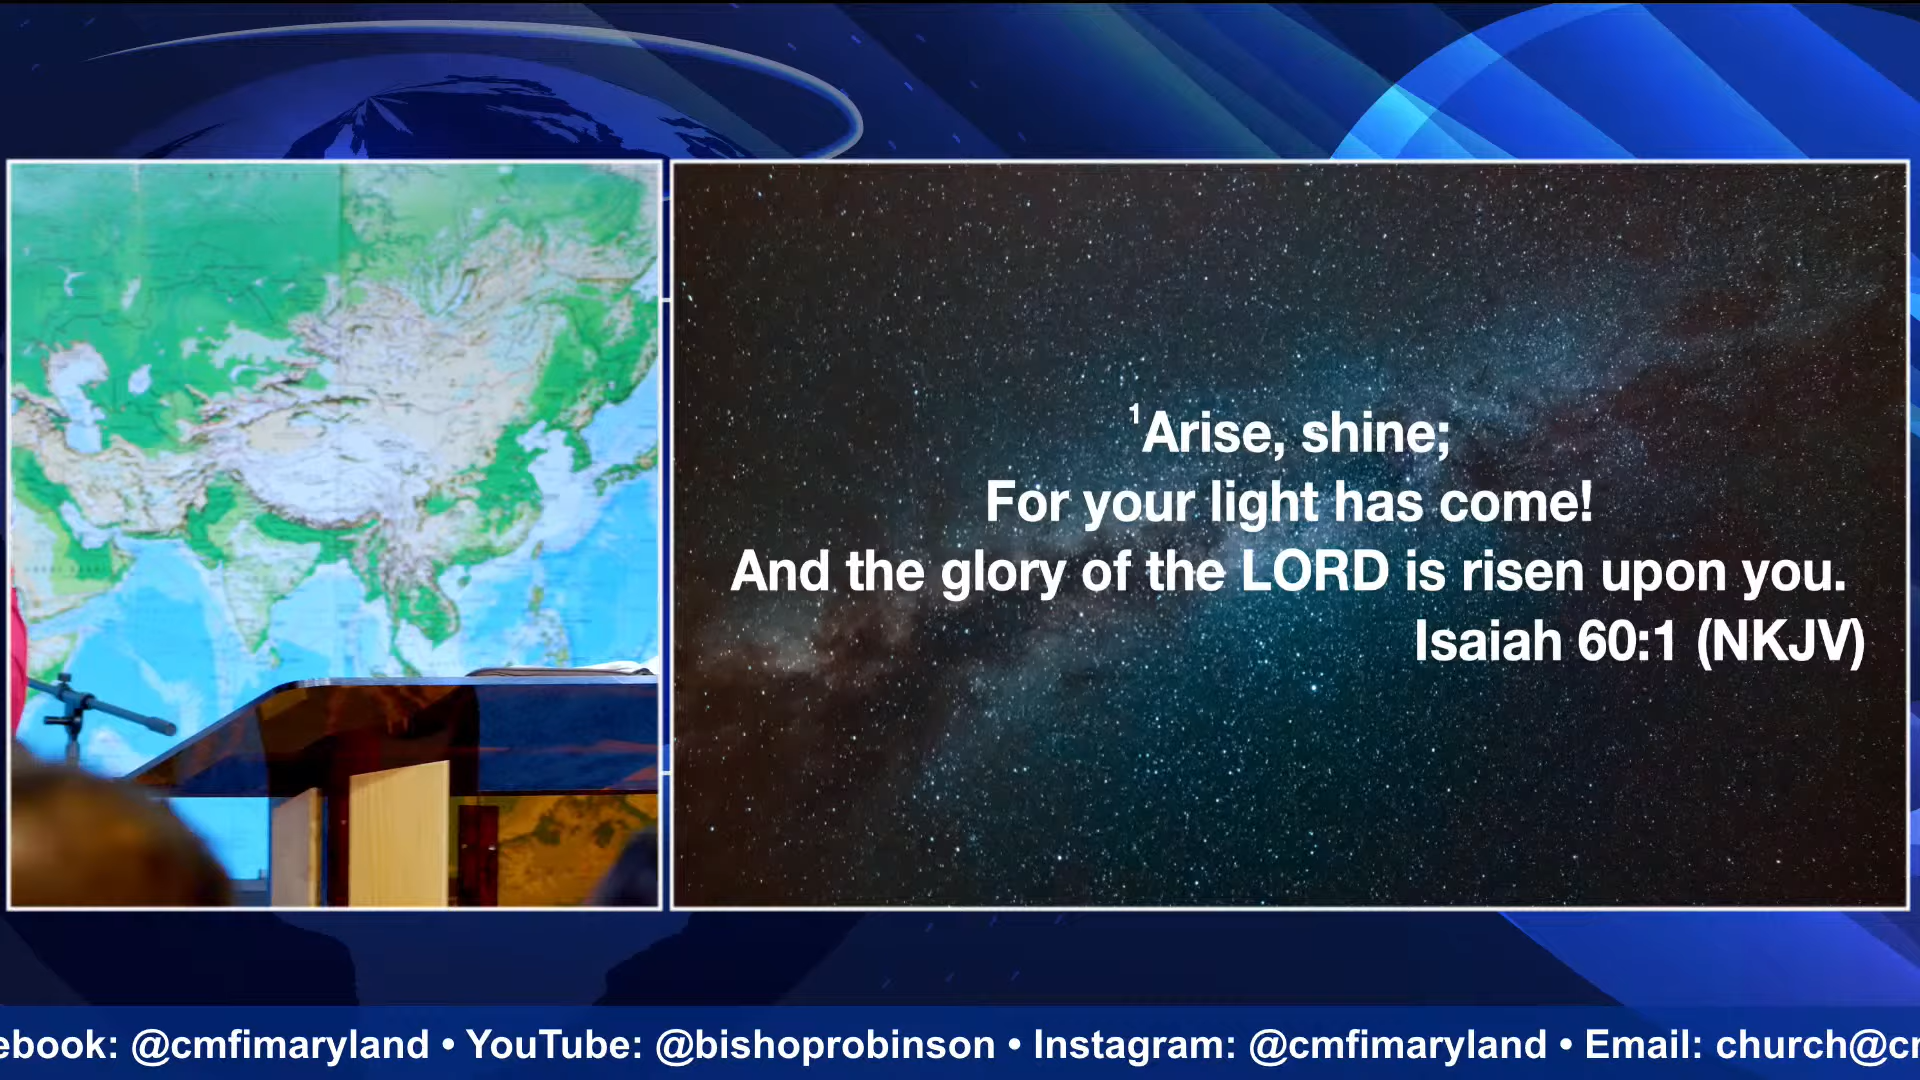 ¹Arise, shine;
For your light has come!
And the glory of the LORD is risen upon you.
Isaiah 60:1 (NKJV)
ebook: @cmfimaryland • YouTube: @bishoprobinson • Instagram: @cmfimaryland • Email: church@cm